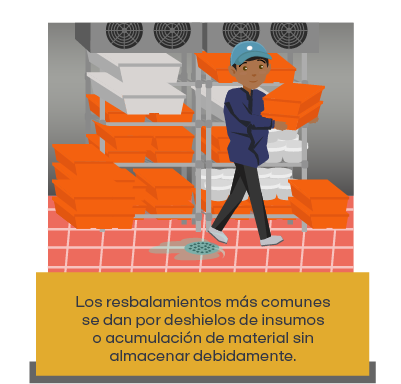 Los resbalamientos más comunes
se dan por deshielos de insumos
o acumulación de material sin
almacenar debidamente.